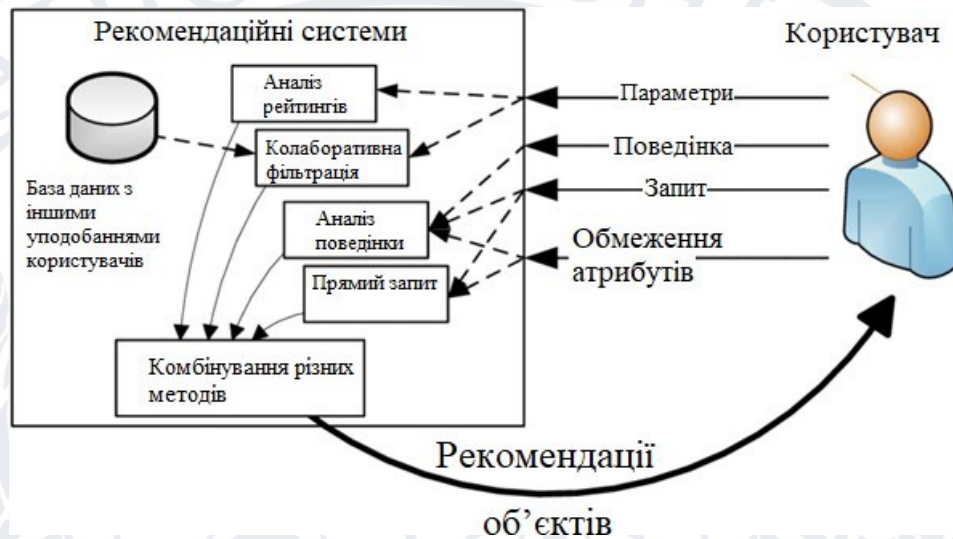 Рекомендаційні системи
Користувач
Аналіз
рейтингів
Параметри
Колаборативна
фільтрація
Поведінка
База даних з
іншими
уподобаннями
користувачів
Запит
Аналіз
поведінки
Обмеження
атрибутів
Прямий запит
Комбінування різних
методів
Рекомендації
об’єктів